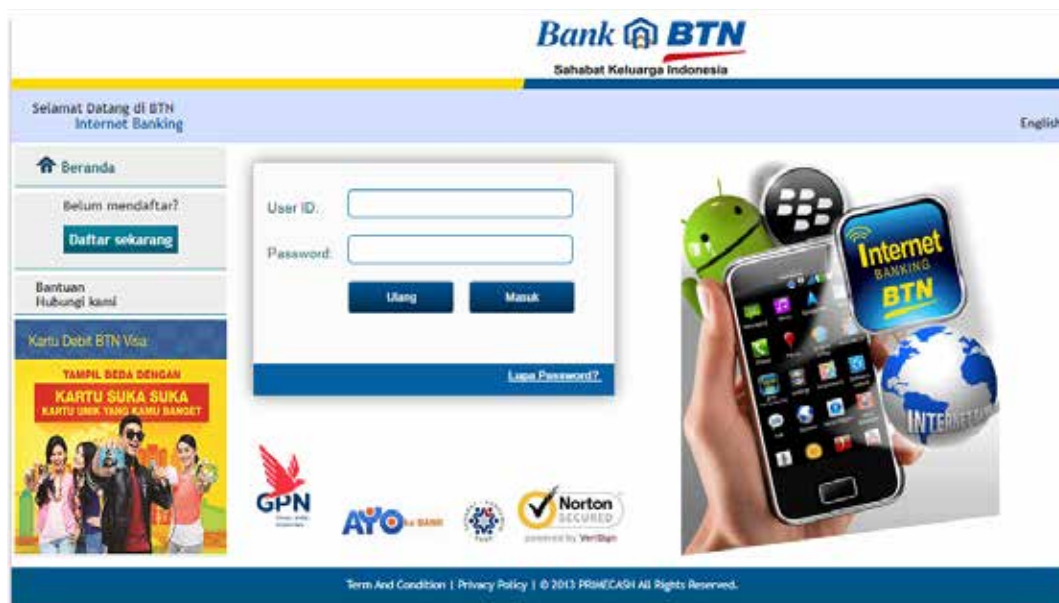 Bank BTN
Sahabat Keluarga Indonesia
Selamat Datang di BTN
Internet Banking
English
Beranda
Belum mendaftar?
Daftar sekarang
Bantuan
Hubungi kami
Kartu Debit BTN Visa
TAMPIL BEDA DENGAN
KARTU SUKA SUKA
KARTU UNIK YANG KAMU BANGET
User ID.
Password:
Ulang
Masuk
Lupa Password?
Internet
BANKING
BTN
INTERNET
GPN
AYO ke BANK
Norton
SECURED
powered by VeriSign
Term And Condition | Privacy Policy | © 2013 PRIMECASH All Rights Reserved.